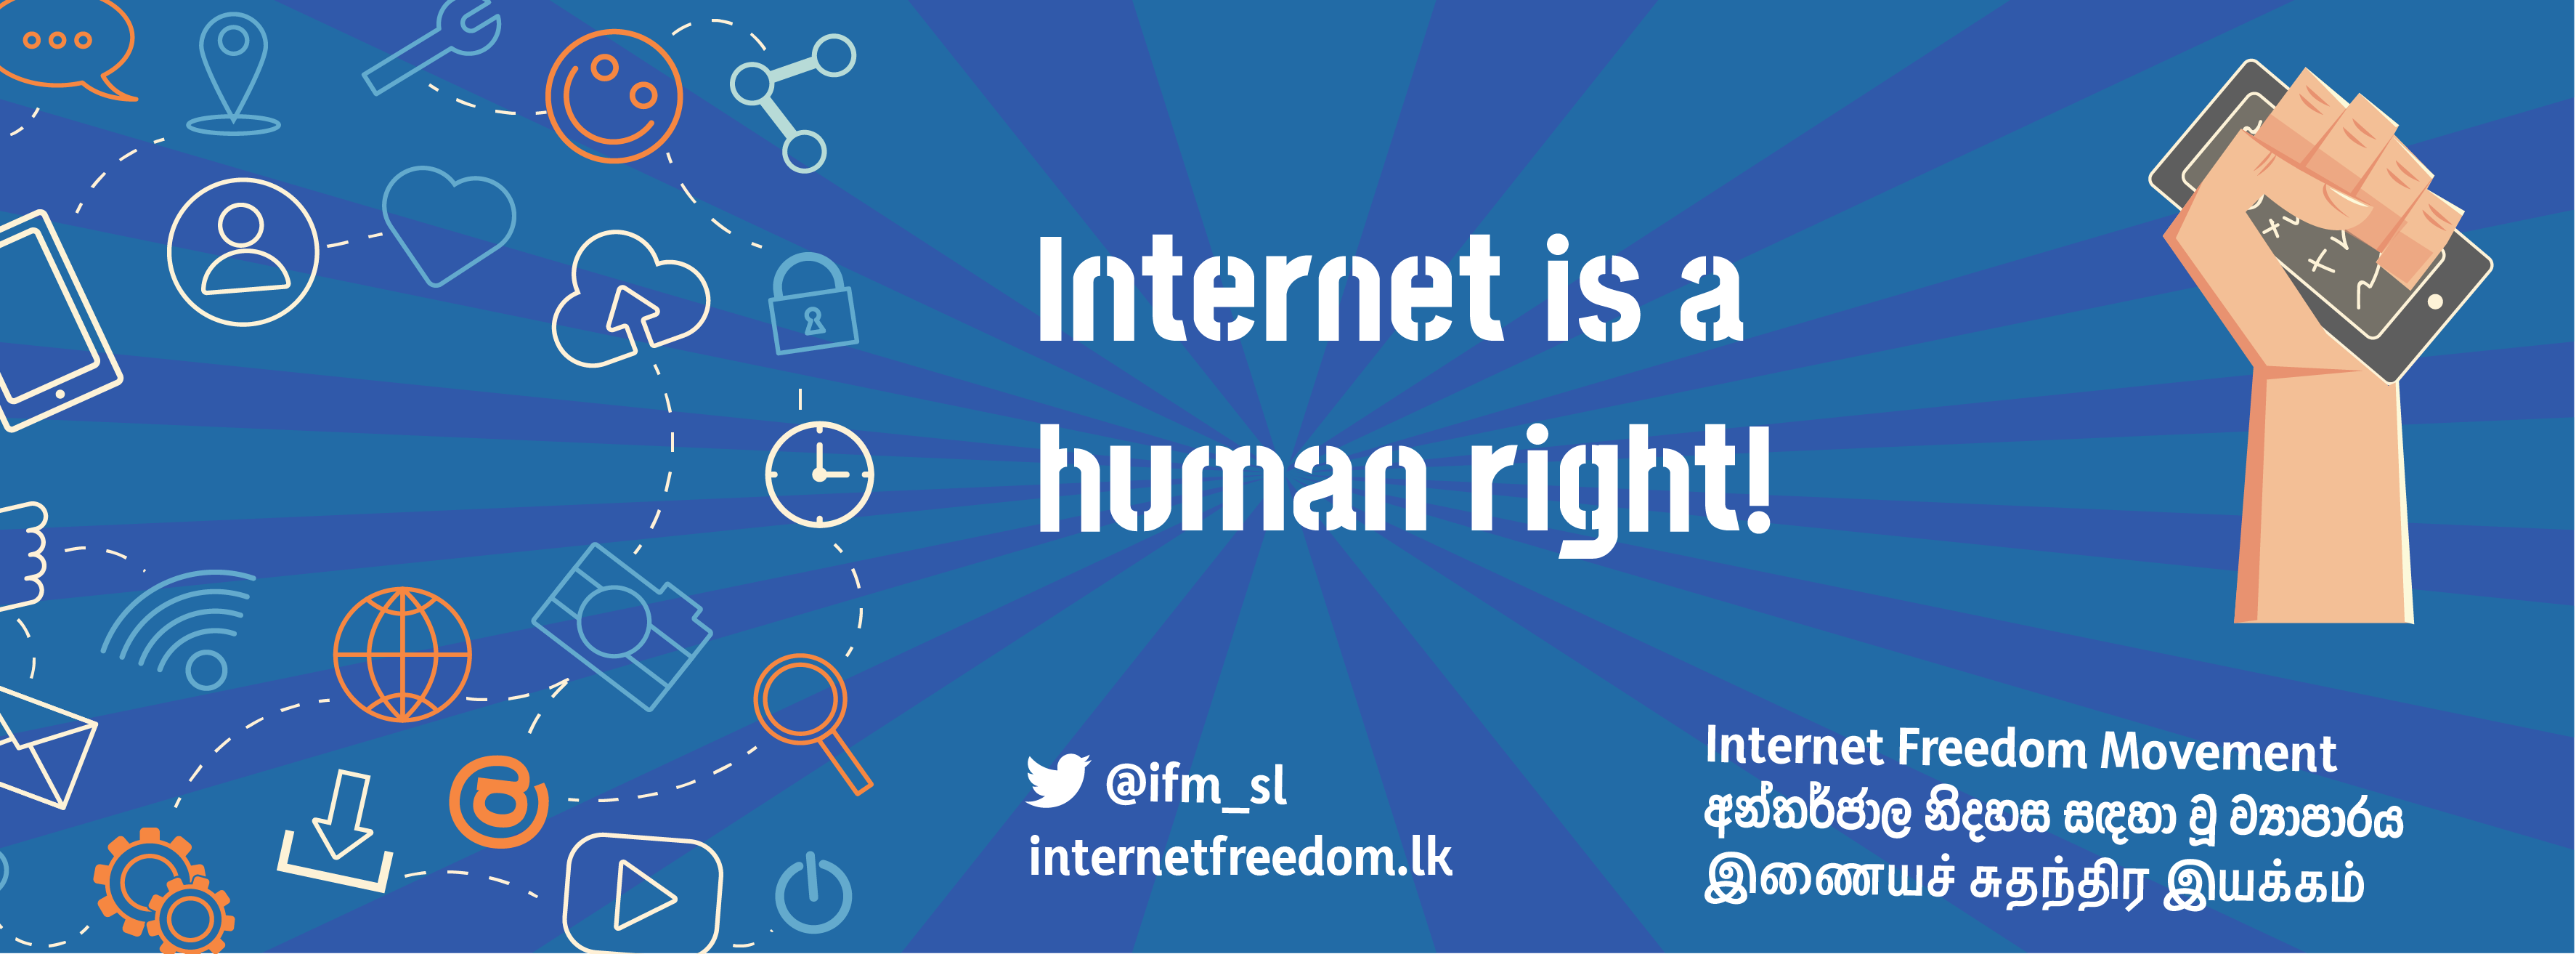 Internet is a
human right!
@ifm_sl
internetfreedom.lk
Internet Freedom Movement
අන්තර්ජාල නිදහස සඳහා වූ ව්‍යාපාරය
இணையச் சுதந்திர இயக்கம்